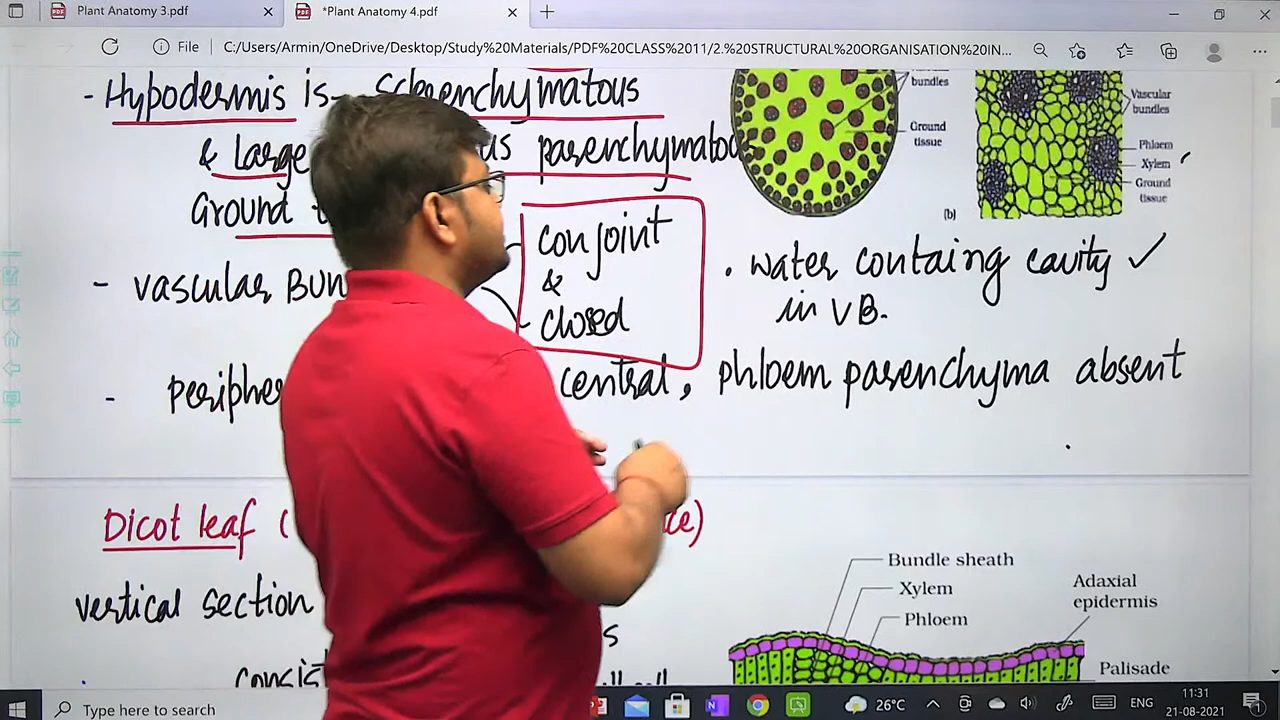 Plant Anatomy 3.pdf
*Plant Anatomy 4.pdf
File
C:/Users/Armin/OneDrive/Desktop/Study%20Materials/PDF%20CLASS%2011/2.%20STRUCTURAL%20ORGANISATION%20IN...
- Hypodermis is Sclerenchymatous
& Large parenchymatous
Ground
- vascular Bun
conjoint
&
closed
- peripher central, phloem parenchyma absent
. water containg cavity ✓
in VB.
bundles
Ground
tissue
Vascular
bundles
Phloem
Xylem
Ground
tissue
(b)
Dicot leaf (
vertical section
consist
Bundle sheath
Xylem
Phloem
Adaxial
epidermis
Palisade
Type here to search
26°C
ENG
11:31
21-08-2021